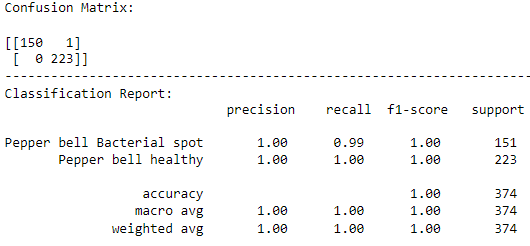 Confusion Matrix:
[[150   1]
 [  0 223]]
--------------------------------------------------------------------
Classification Report:
                              precision    recall  f1-score   support
Pepper bell Bacterial spot       1.00      0.99      1.00       151
       Pepper bell healthy       1.00      1.00      1.00       223
                  accuracy                           1.00       374
                 macro avg       1.00      1.00      1.00       374
              weighted avg       1.00      1.00      1.00       374